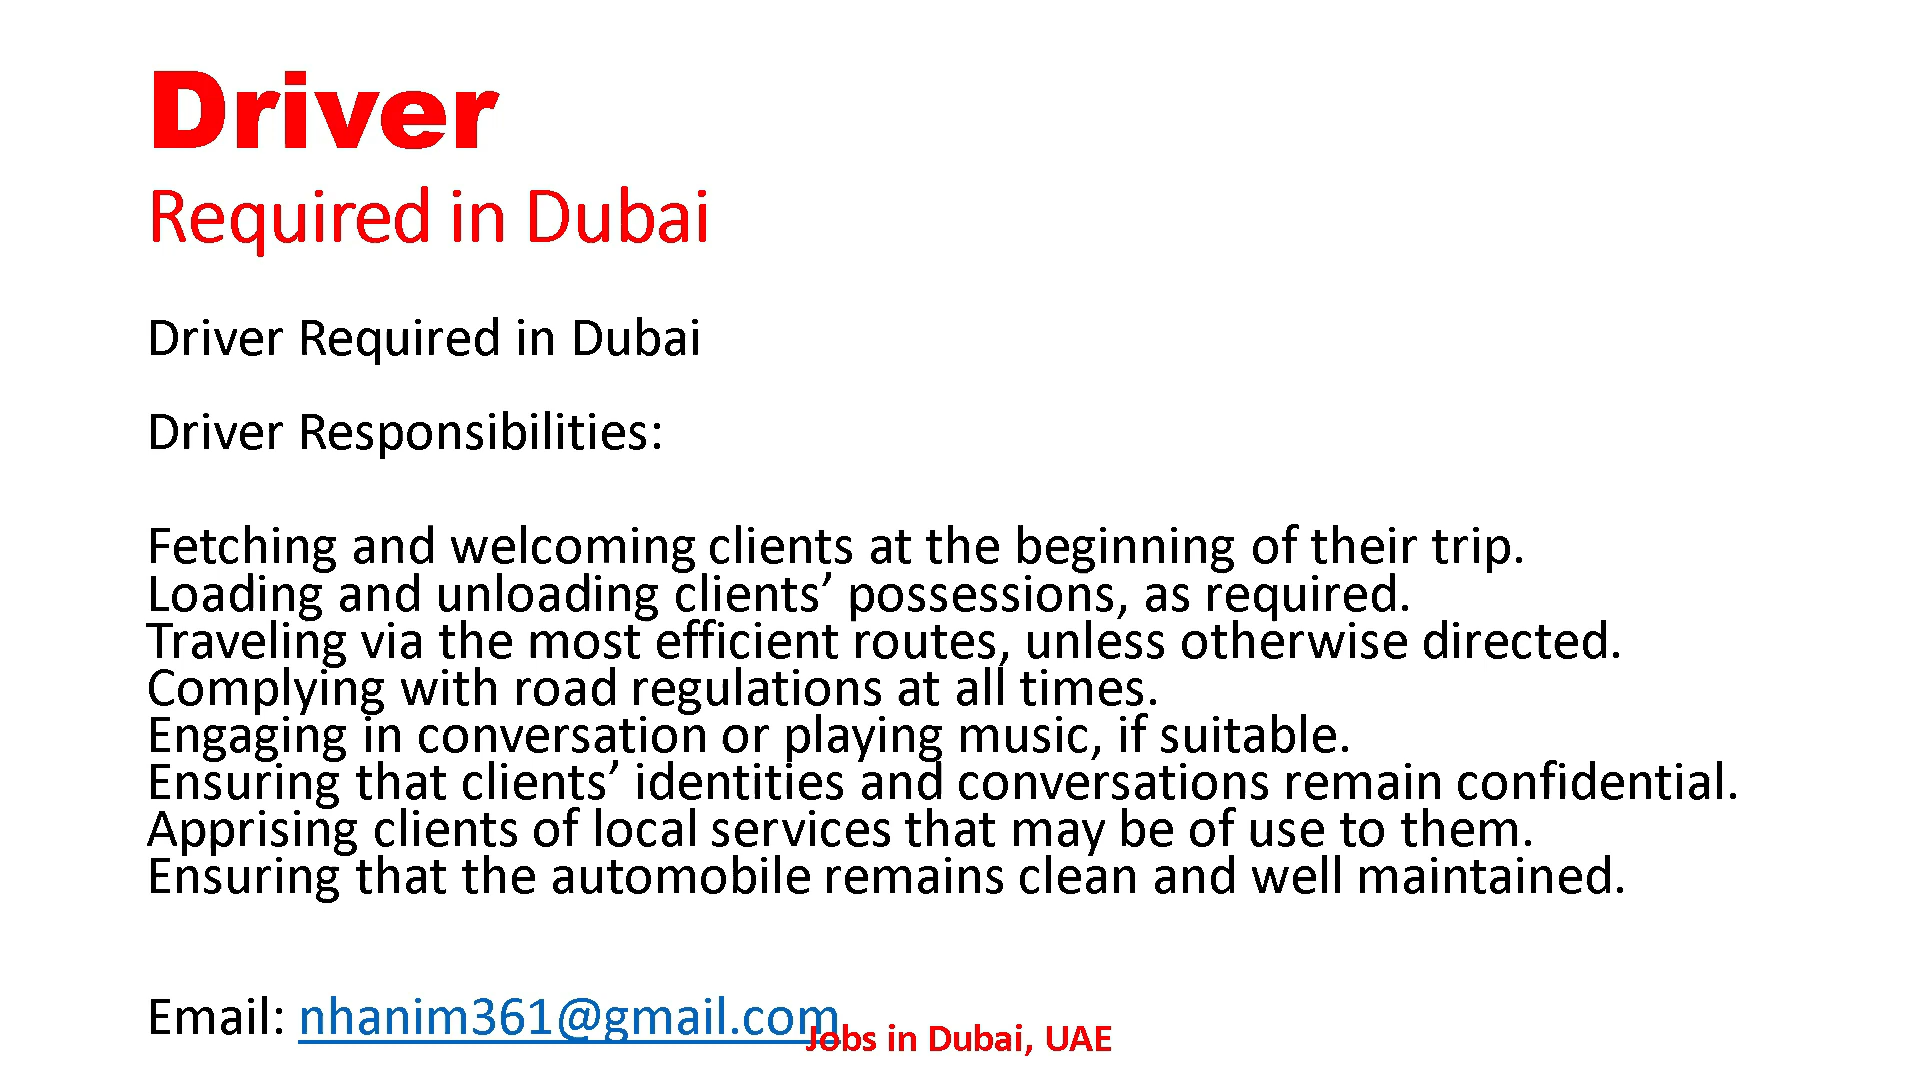 Driver
Required in Dubai
Driver Required in Dubai
Driver Responsibilities:
Fetching and welcoming clients at the beginning of their trip.
Loading and unloading clients’ possessions, as required.
Traveling via the most efficient routes, unless otherwise directed.
Complying with road regulations at all times.
Engaging in conversation or playing music, if suitable.
Ensuring that clients’ identities and conversations remain confidential.
Apprising clients of local services that may be of use to them.
Ensuring that the automobile remains clean and well maintained.
Email: nhanim361@gmail.com
Jobs in Dubai, UAE